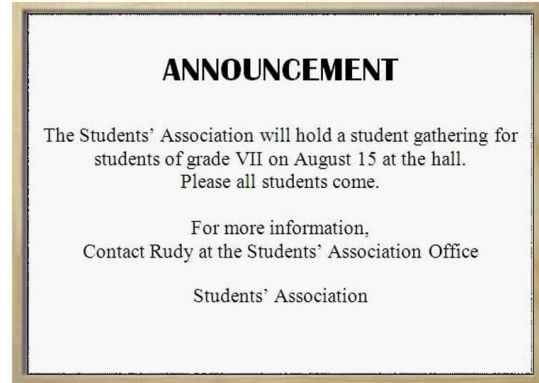 ANNOUNCEMENT
The Students' Association will hold a student gathering for
students of grade VII on August 15 at the hall.
Please all students come.
For more information,
Contact Rudy at the Students' Association Office
Students' Association